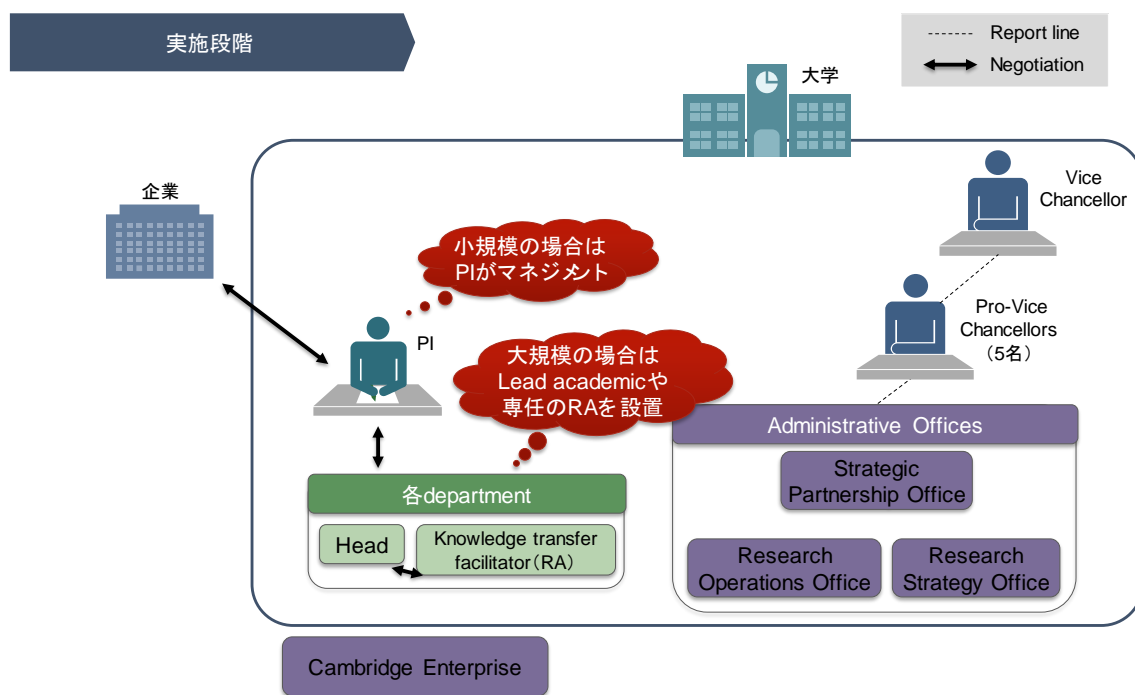 実施段階
Report line
Negotiation
大学
企業
Vice
Chancellor
小規模の場合は
PIがマネジメント
PI
Pro-Vice
Chancellors
（5名）
大規模の場合は
Lead academicや
専任のRAを設置
Administrative Offices
Strategic
Partnership Office
各department
Head
Knowledge transfer
facilitator（RA）
Research
Operations Office
Research
Strategy Office
Cambridge Enterprise